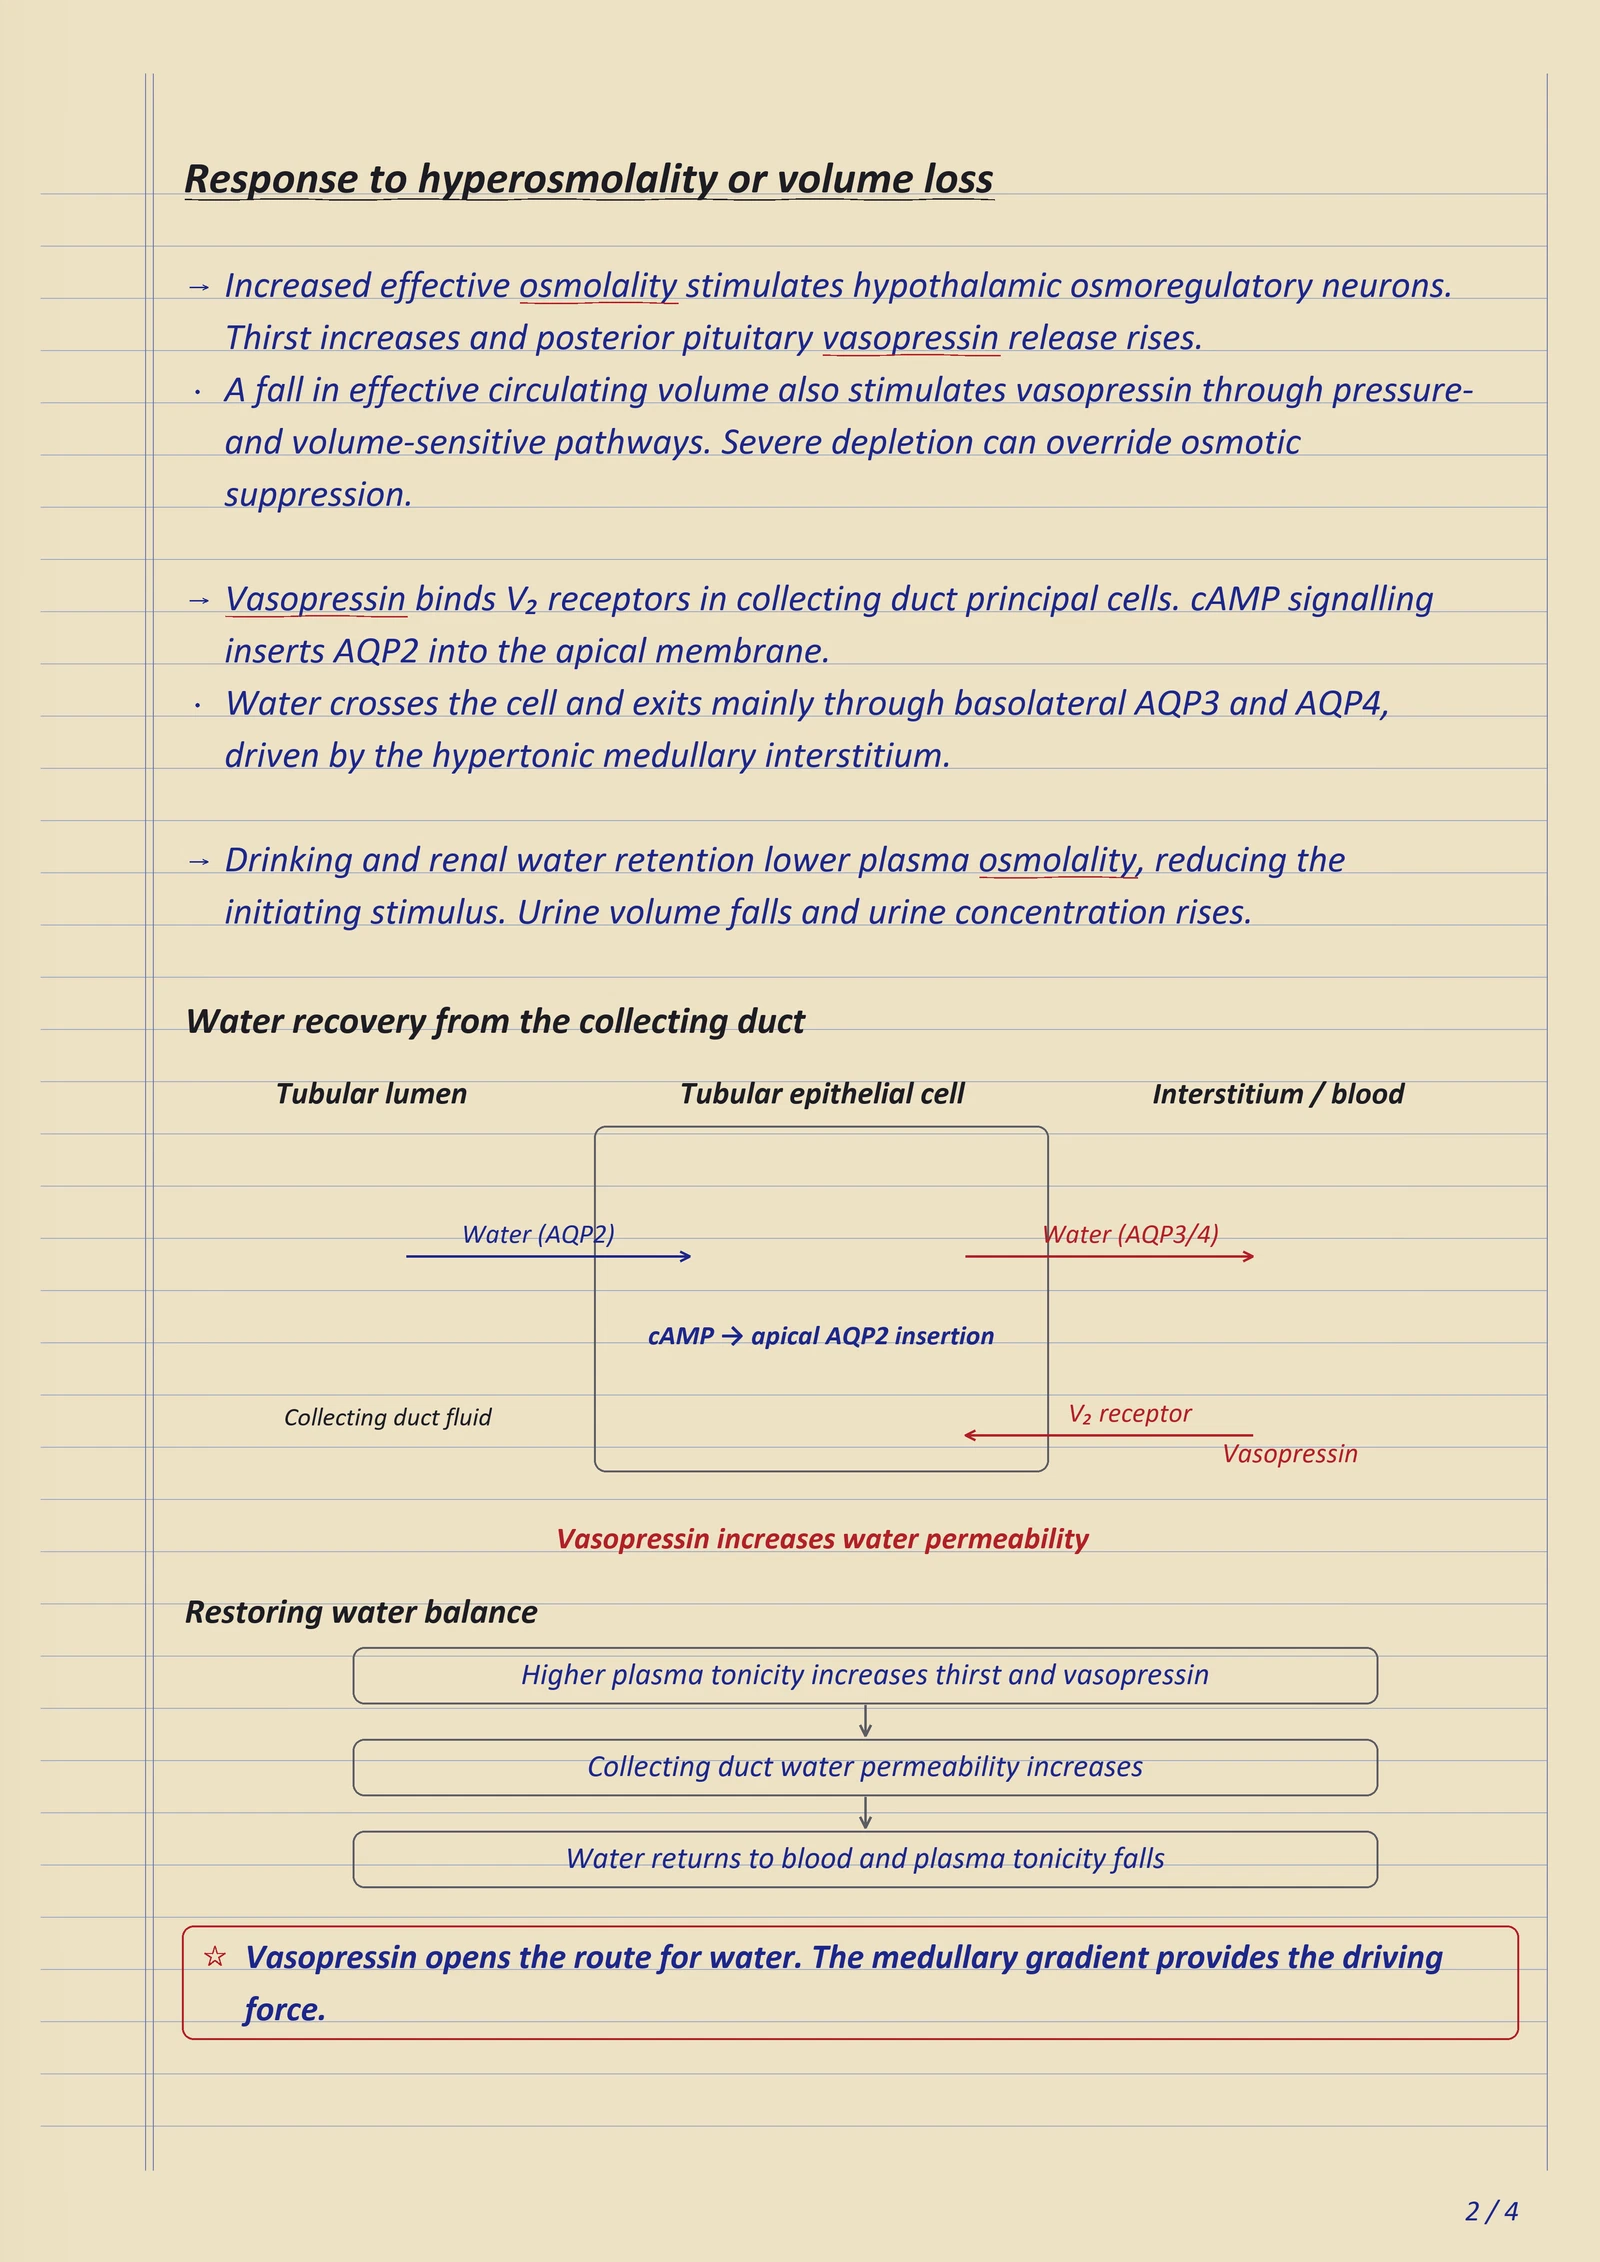 Response to hyperosmolality or volume loss
→ Increased effective osmolality stimulates hypothalamic osmoregulatory neurons.
Thirst increases and posterior pituitary vasopressin release rises.
· A fall in effective circulating volume also stimulates vasopressin through pressure-
and volume-sensitive pathways. Severe depletion can override osmotic
suppression.
→ Vasopressin binds V₂ receptors in collecting duct principal cells. cAMP signalling
inserts AQP2 into the apical membrane.
· Water crosses the cell and exits mainly through basolateral AQP3 and AQP4,
driven by the hypertonic medullary interstitium.
→ Drinking and renal water retention lower plasma osmolality, reducing the
initiating stimulus. Urine volume falls and urine concentration rises.
Water recovery from the collecting duct
Tubular lumen Tubular epithelial cell Interstitium / blood
Water (AQP2) Water (AQP3/4)
cAMP → apical AQP2 insertion
Collecting duct fluid V₂ receptor
Vasopressin
Vasopressin increases water permeability
Restoring water balance
Higher plasma tonicity increases thirst and vasopressin
Collecting duct water permeability increases
Water returns to blood and plasma tonicity falls
☆ Vasopressin opens the route for water. The medullary gradient provides the driving
force.
2 / 4